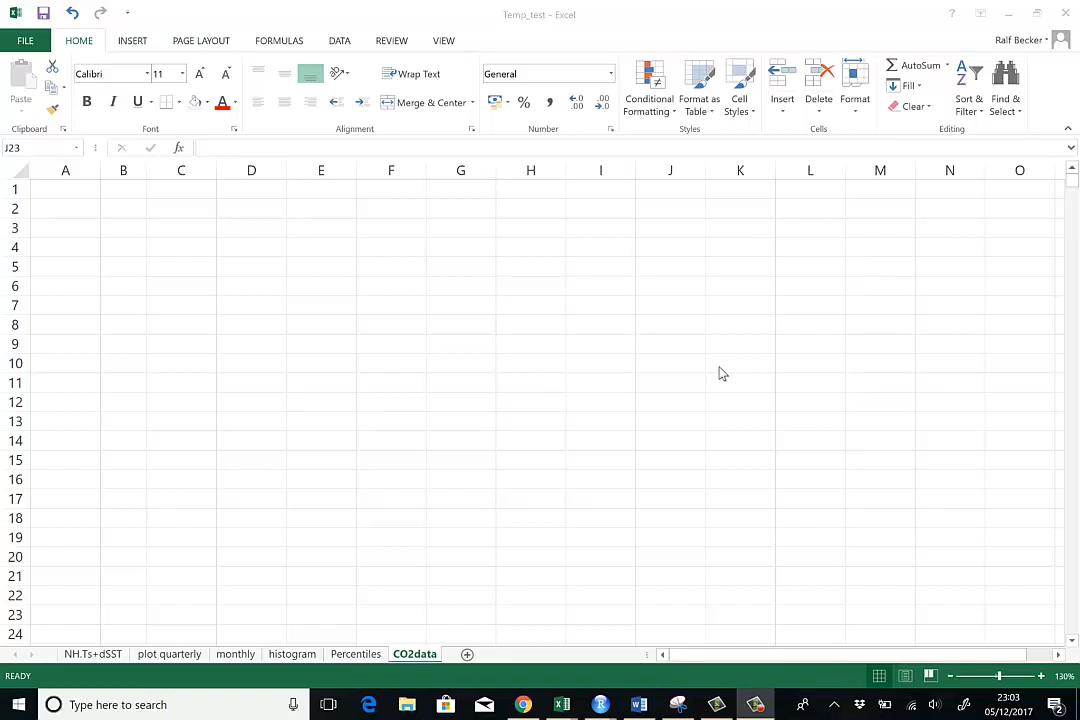 Temp_test - Excel
FILE HOME INSERT PAGE LAYOUT FORMULAS DATA REVIEW VIEW Ralf Becker
Paste Calibri 11 Wrap Text General Conditional Formatting Format as Table Cell Styles Insert Delete Format AutoSum Fill Clear Sort & Filter Find & Select
B I U Merge & Center % , .0 .00
Clipboard Font Alignment Number Styles Cells Editing
J23 fx
A B C D E F G H I J K L M N O
1
2
3
4
5
6
7
8
9
10
11
12
13
14
15
16
17
18
19
20
21
22
23
24
NH.Ts+dSST plot quarterly monthly histogram Percentiles CO2data
READY 130%
Type here to search 23:03
05/12/2017